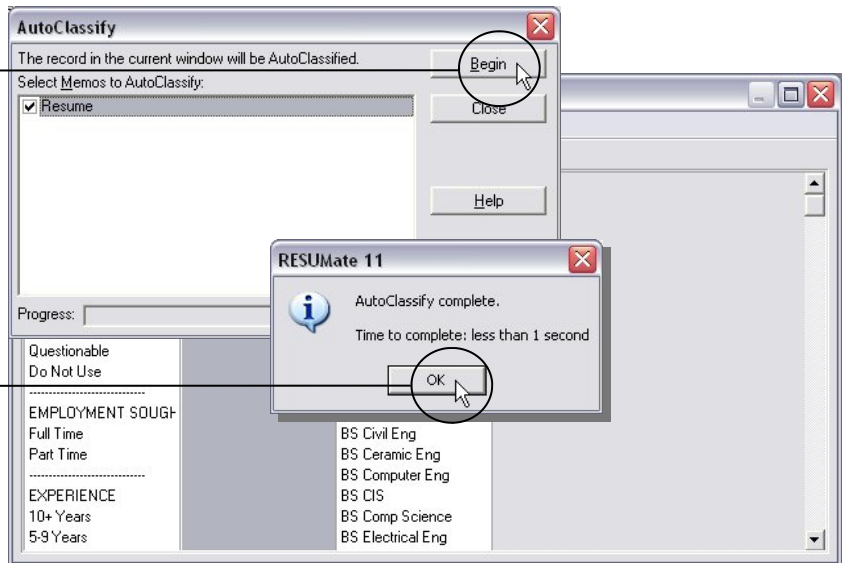 AutoClassify
The record in the current window will be AutoClassified.
Select Memos to AutoClassify:
Resume
Begin
Close
Help
Progress:
RESUMate 11
AutoClassify complete.
Time to complete: less than 1 second
OK
Questionable
Do Not Use
----------------------------
EMPLOYMENT SOUGH
Full Time
Part Time
----------------------------
EXPERIENCE
10+ Years
5-9 Years
BS Civil Eng
BS Ceramic Eng
BS Computer Eng
BS CIS
BS Comp Science
BS Electrical Eng